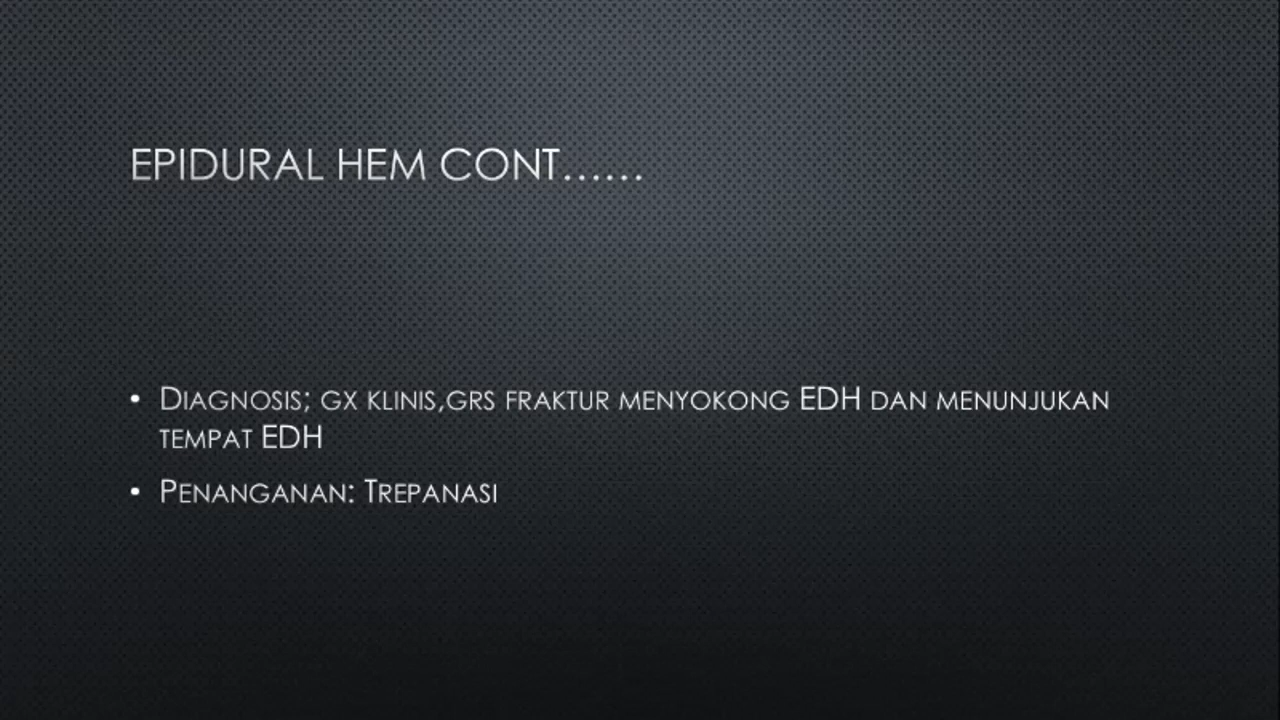 EPIDURAL HEM CONT......
• DIAGNOSIS; GX KLINIS,GRS FRAKTUR MENYOKONG EDH DAN MENUNJUKAN
TEMPAT EDH
• PENANGANAN: TREPANASI